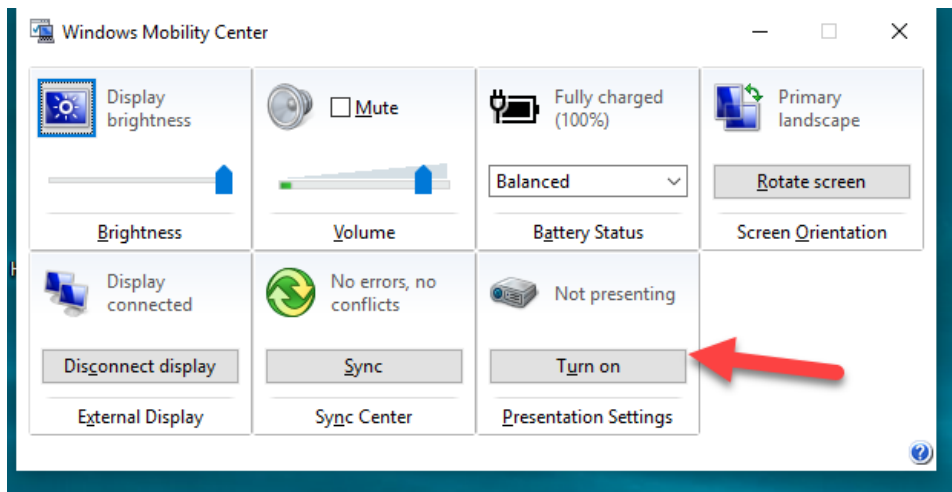 Windows Mobility Center
Display
brightness
Brightness
Mute
Volume
Fully charged
(100%)
Balanced
Battery Status
Primary
landscape
Rotate screen
Screen Orientation
Display
connected
Disconnect display
External Display
No errors, no
conflicts
Sync
Sync Center
Not presenting
Turn on
Presentation Settings
?